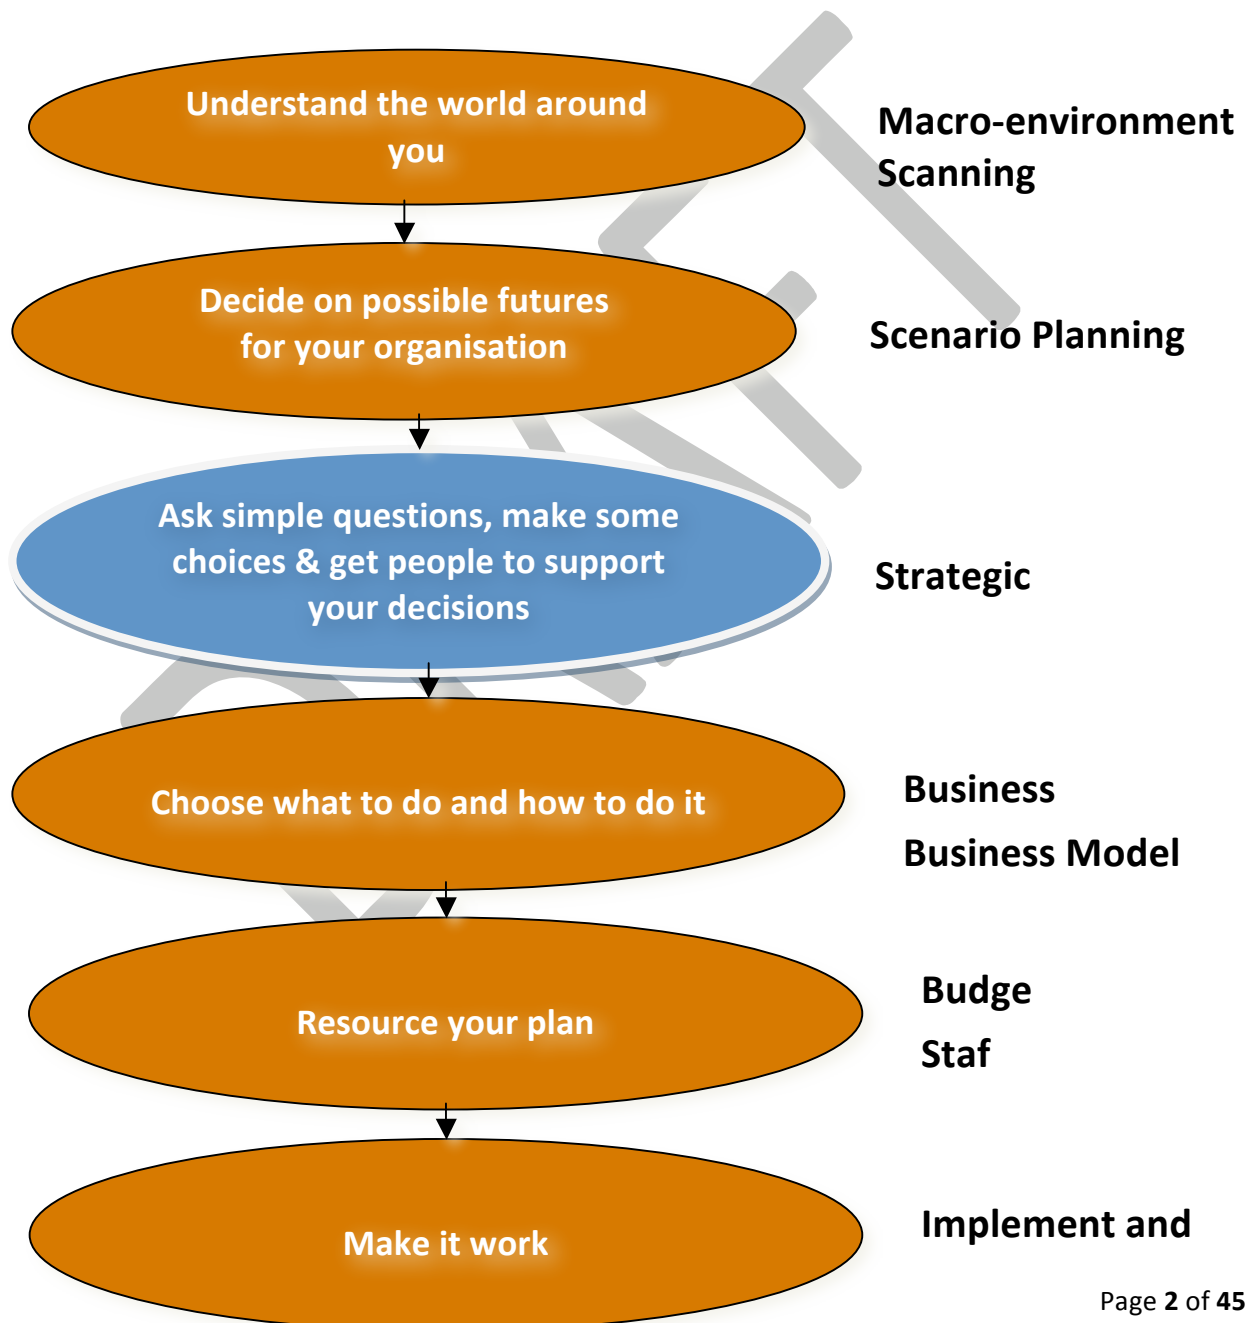 Understand the world around
you
Macro-environment
Scanning
Decide on possible futures
for your organisation
Scenario Planning
Ask simple questions, make some
choices & get people to support
your decisions
Strategic
Choose what to do and how to do it
Business
Business Model
Resource your plan
Budge
Staf
Make it work
Implement and
Page 2 of 45